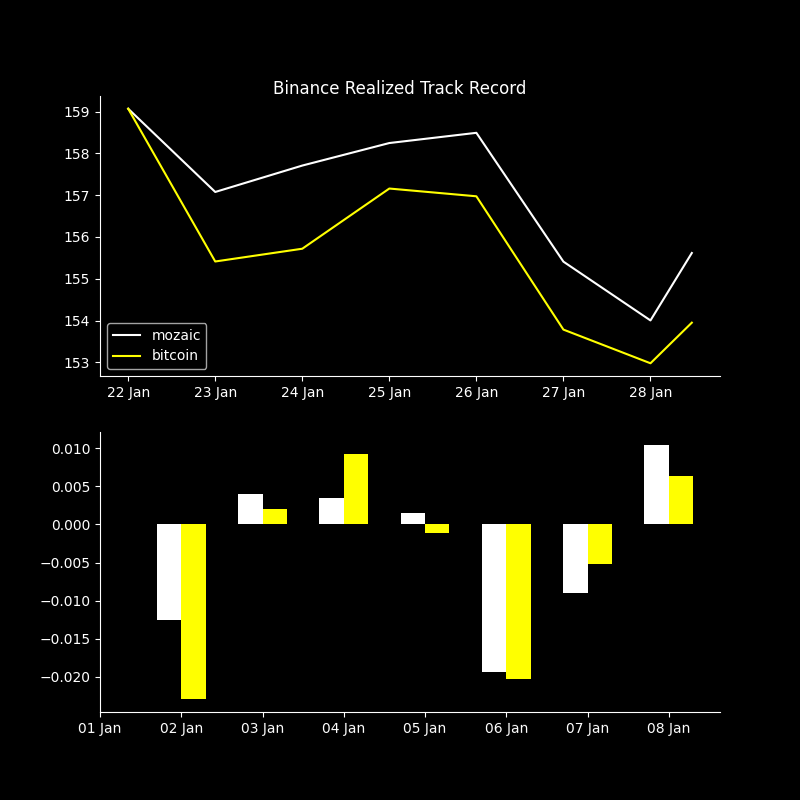 Binance Realized Track Record
159
158
157
156
155
154
153
mozaic
bitcoin
22 Jan 23 Jan 24 Jan 25 Jan 26 Jan 27 Jan 28 Jan
0.010
0.005
0.000
−0.005
−0.010
−0.015
−0.020
01 Jan 02 Jan 03 Jan 04 Jan 05 Jan 06 Jan 07 Jan 08 Jan